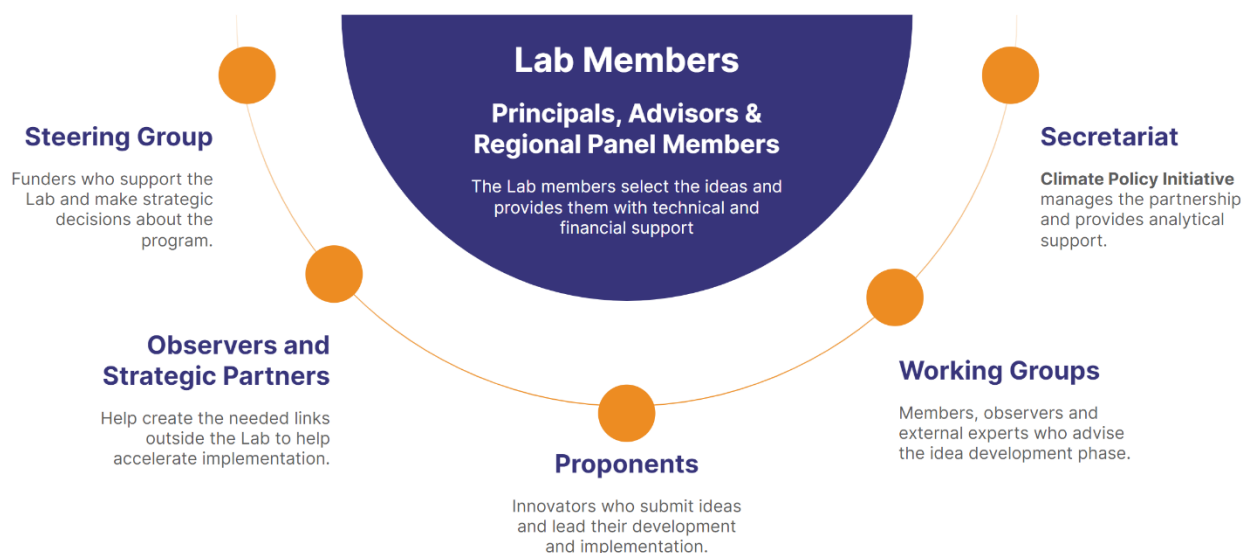 Lab Members
Principals, Advisors &
Regional Panel Members
The Lab members select the ideas and
provides them with technical and
financial support
Steering Group
Funders who support the
Lab and make strategic
decisions about the
program.
Observers and
Strategic Partners
Help create the needed links
outside the Lab to help
accelerate implementation.
Proponents
Innovators who submit ideas
and lead their development
and implementation.
Working Groups
Members, observers and
external experts who advise
the idea development phase.
Secretariat
Climate Policy Initiative
manages the partnership
and provides analytical
support.